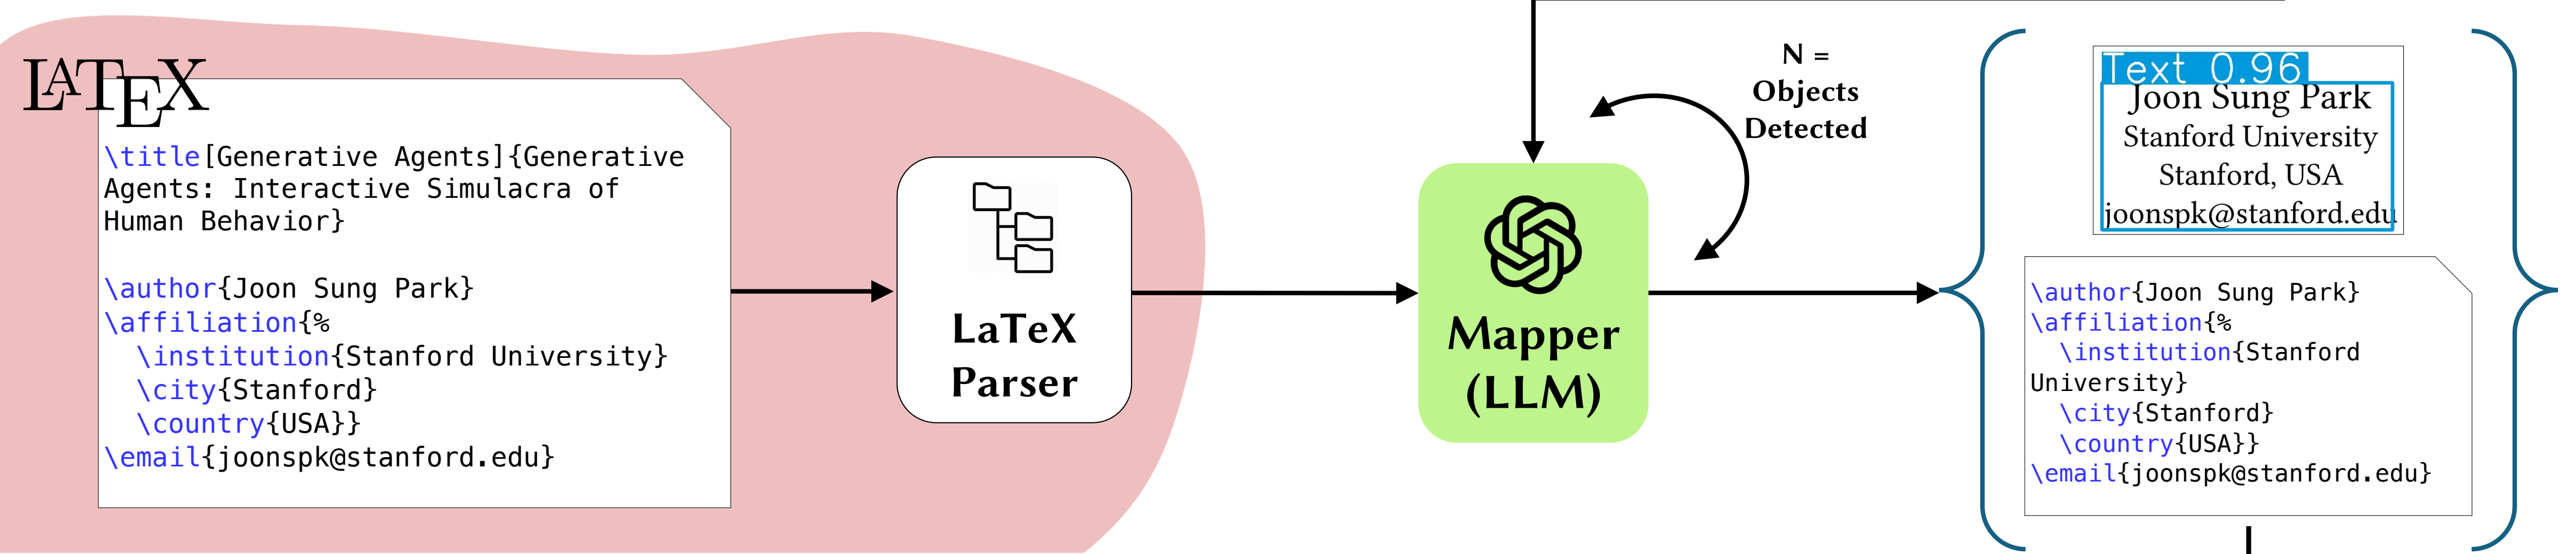 LATEX
\title[Generative Agents]{Generative
Agents: Interactive Simulacra of
Human Behavior}
\author{Joon Sung Park}
\affiliation{%
\institution{Stanford University}
\city{Stanford}
\country{USA}}
\email{joonspk@stanford.edu}
LaTeX
Parser
N =
Objects
Detected
Mapper
(LLM)
Text 0.96
Joon Sung Park
Stanford University
Stanford, USA
joonspk@stanford.edu
\author{Joon Sung Park}
\affiliation{%
\institution{Stanford
University}
\city{Stanford}
\country{USA}}
\email{joonspk@stanford.edu}